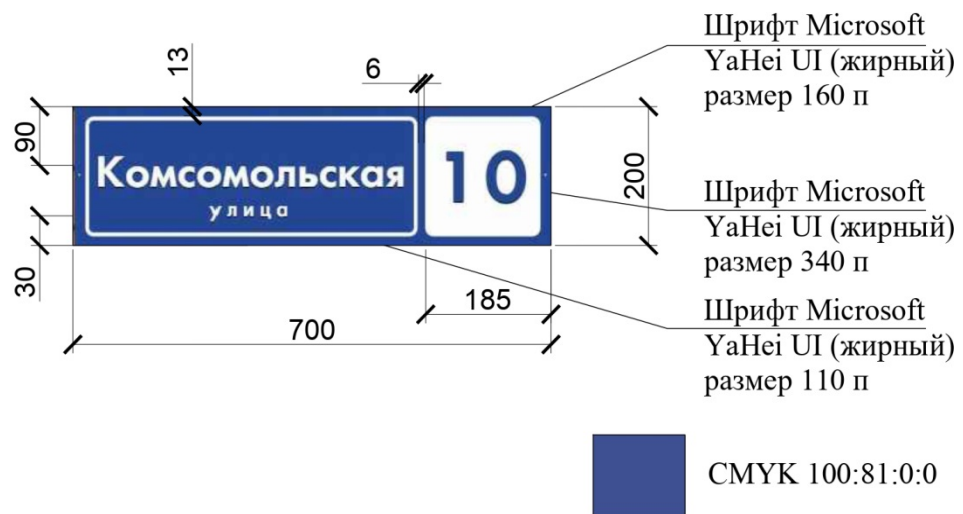 Шрифт Microsoft
YaHei UI (жирный)
размер 160 п
13
6
90
Комсомольская
улица
10
200
Шрифт Microsoft
YaHei UI (жирный)
размер 340 п
30
185
700
Шрифт Microsoft
YaHei UI (жирный)
размер 110 п
CMYK 100:81:0:0